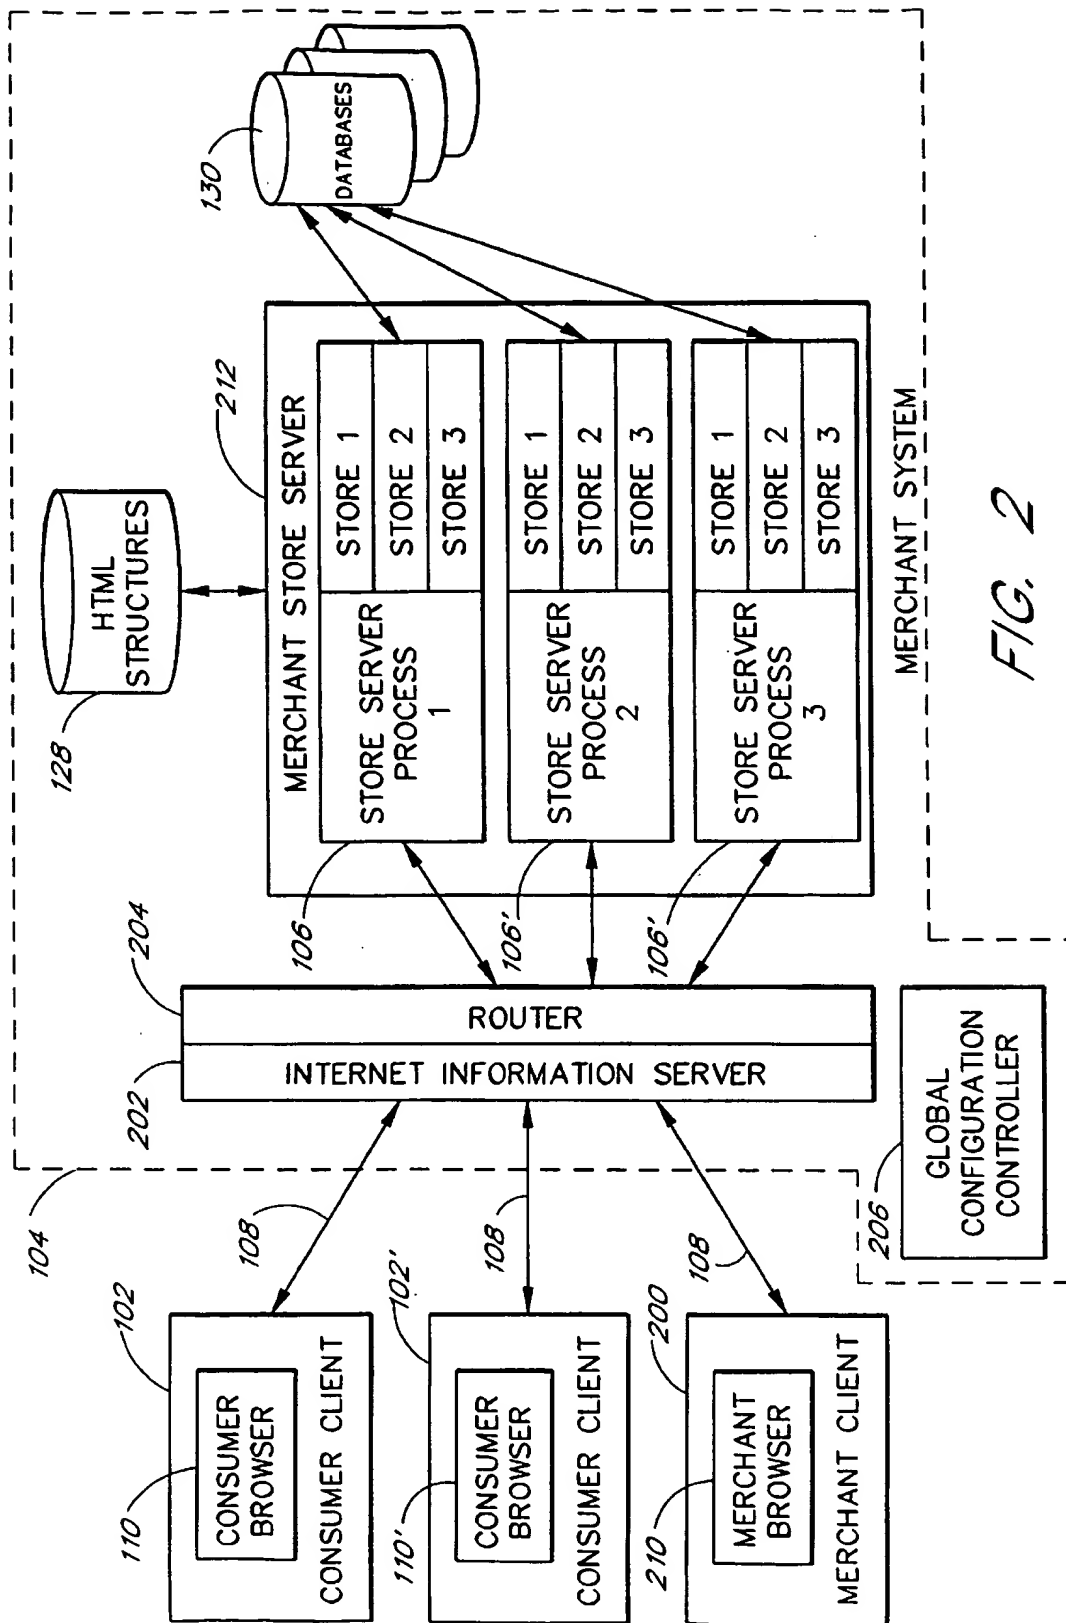 104
102
110
CONSUMER
BROWSER
CONSUMER CLIENT
102'
110'
CONSUMER
BROWSER
CONSUMER CLIENT
200
210
MERCHANT
BROWSER
MERCHANT CLIENT
108
108
108
202
204
INTERNET INFORMATION SERVER
ROUTER
206
GLOBAL
CONFIGURATION
CONTROLLER
128
HTML
STRUCTURES
212
MERCHANT STORE SERVER
106
STORE SERVER
PROCESS
1
STORE 1
STORE 2
STORE 3
106'
STORE SERVER
PROCESS
2
STORE 1
STORE 2
STORE 3
106'
STORE SERVER
PROCESS
3
STORE 1
STORE 2
STORE 3
130
DATABASES
MERCHANT SYSTEM
FIG. 2